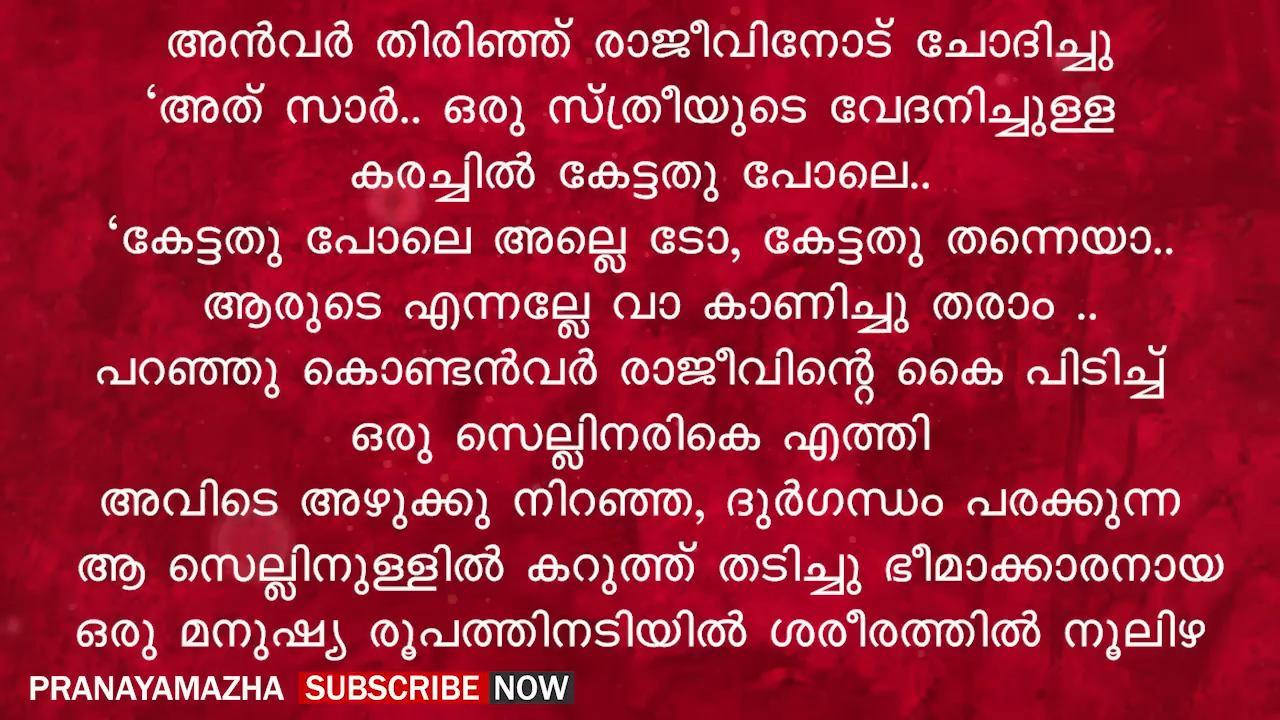 അൻവർ തിരിഞ്ഞ് രാജീവിനോട് ചോദിച്ചു
‘അത് സാർ.. ഒരു സ്ത്രീയുടെ വേദനിച്ചുള്ള
കരച്ചിൽ കേട്ടതു പോലെ..
‘കേട്ടതു പോലെ അല്ലെ ടോ, കേട്ടതു തന്നെയാ..
ആരുടെ എന്നല്ലേ വാ കാണിച്ചു തരാം ..
പറഞ്ഞു കൊണ്ടൻവർ രാജീവിന്റെ കൈ പിടിച്ച്
ഒരു സെല്ലിനരികെ എത്തി
അവിടെ അഴുക്കു നിറഞ്ഞ, ദുർഗന്ധം പരക്കുന്ന
ആ സെല്ലിനുള്ളിൽ കറുത്ത് തടിച്ചു ഭീമാക്കാരനായ
ഒരു മനുഷ്യ രൂപത്തിനടിയിൽ ശരീരത്തിൽ നൂലിഴ
PRANAYAMAZHA SUBSCRIBE NOW